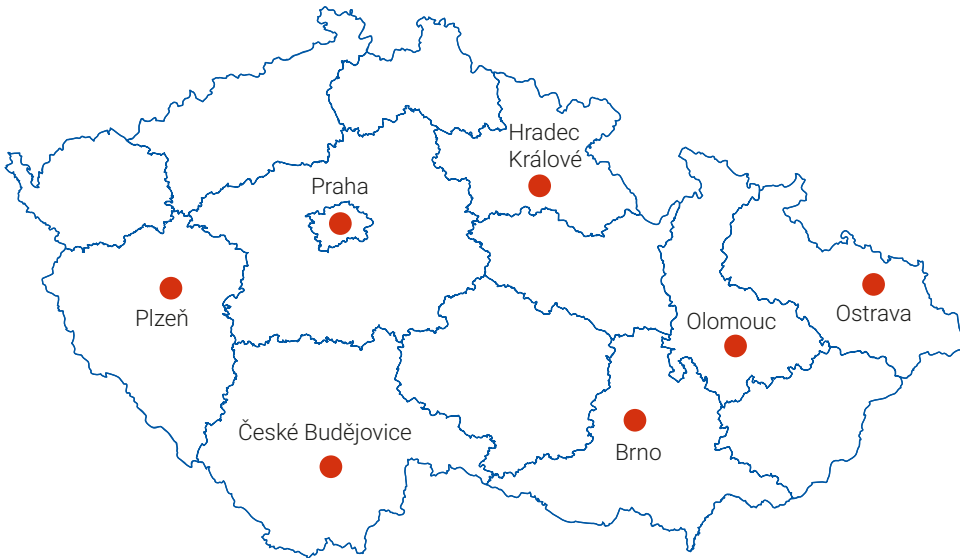 Hradec
Králové
Praha
Plzeň
Olomouc
Ostrava
České Budějovice
Brno